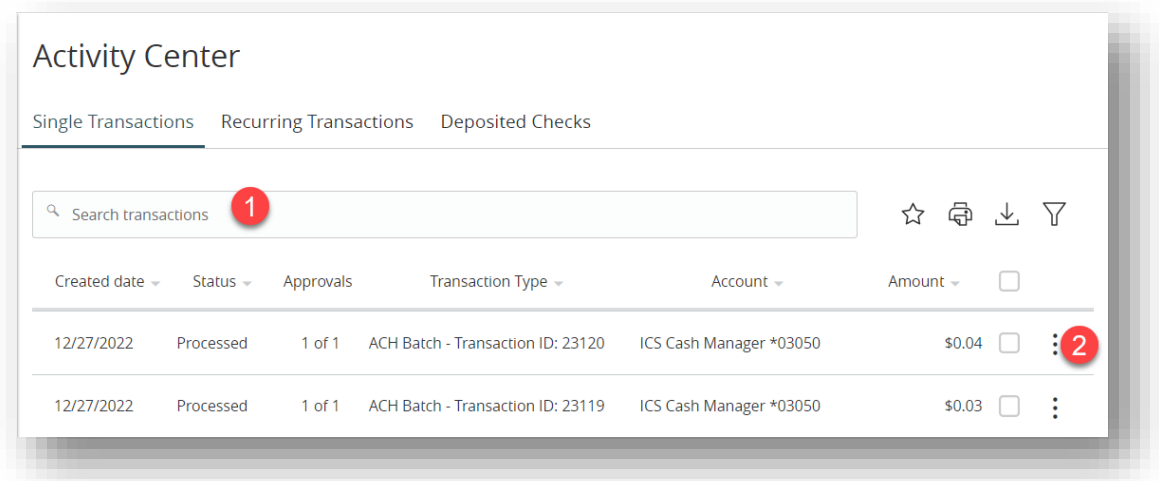 Activity Center
Single Transactions Recurring Transactions Deposited Checks
Search transactions 1
Created date Status Approvals Transaction Type Account Amount
12/27/2022 Processed 1 of 1 ACH Batch - Transaction ID: 23120 ICS Cash Manager *03050 $0.04 2
12/27/2022 Processed 1 of 1 ACH Batch - Transaction ID: 23119 ICS Cash Manager *03050 $0.03